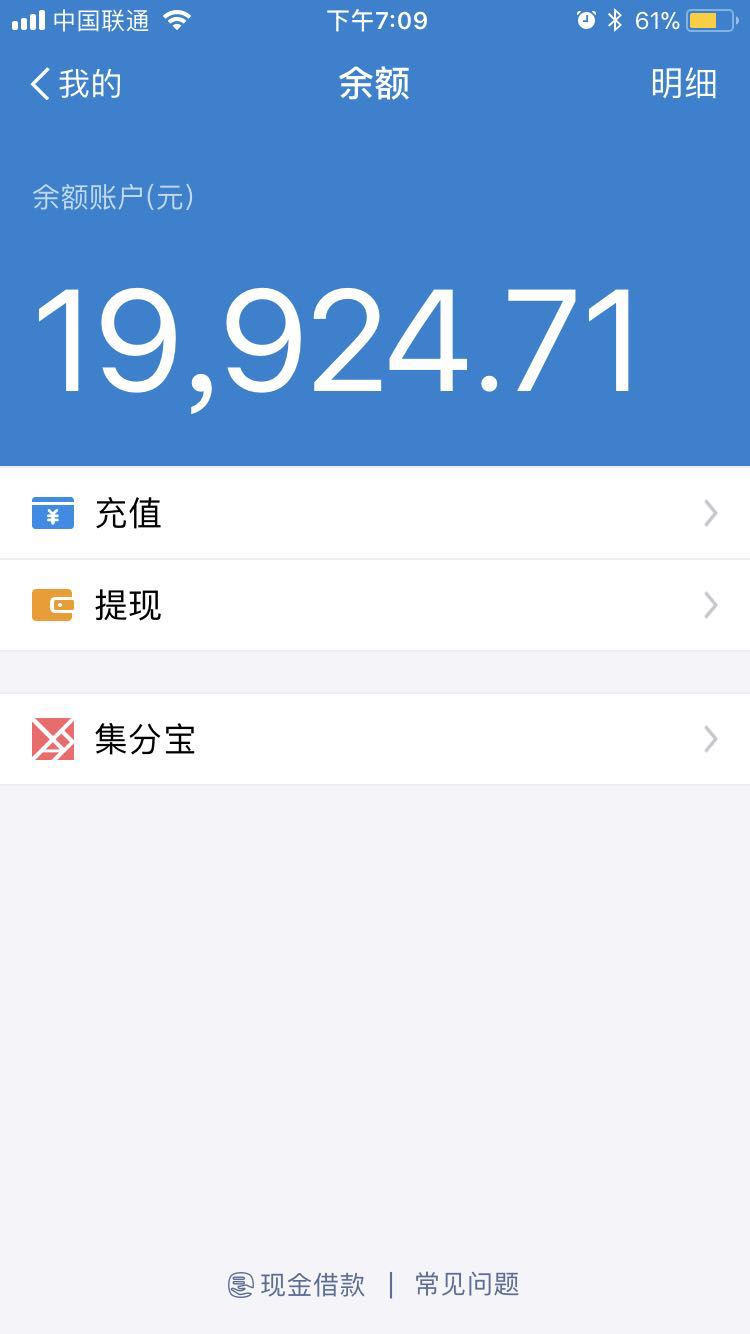 中国联通 下午7:09 61%
我的 余额 明细
余额账户(元)
19,924.71
充值
提现
集分宝
现金借款 | 常见问题